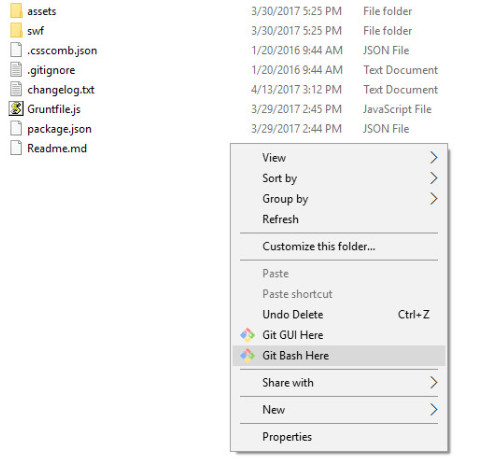 assets 3/30/2017 5:25 PM File folder
swf 3/30/2017 5:25 PM File folder
.csscomb.json 1/20/2016 9:44 AM JSON File
.gitignore 1/20/2016 9:44 AM Text Document
changelog.txt 4/13/2017 3:12 PM Text Document
Gruntfile.js 3/29/2017 2:45 PM JavaScript File
package.json 3/29/2017 2:44 PM JSON File
Readme.md
View
Sort by
Group by
Refresh
Customize this folder...
Paste
Paste shortcut
Undo Delete Ctrl+Z
Git GUI Here
Git Bash Here
Share with
New
Properties